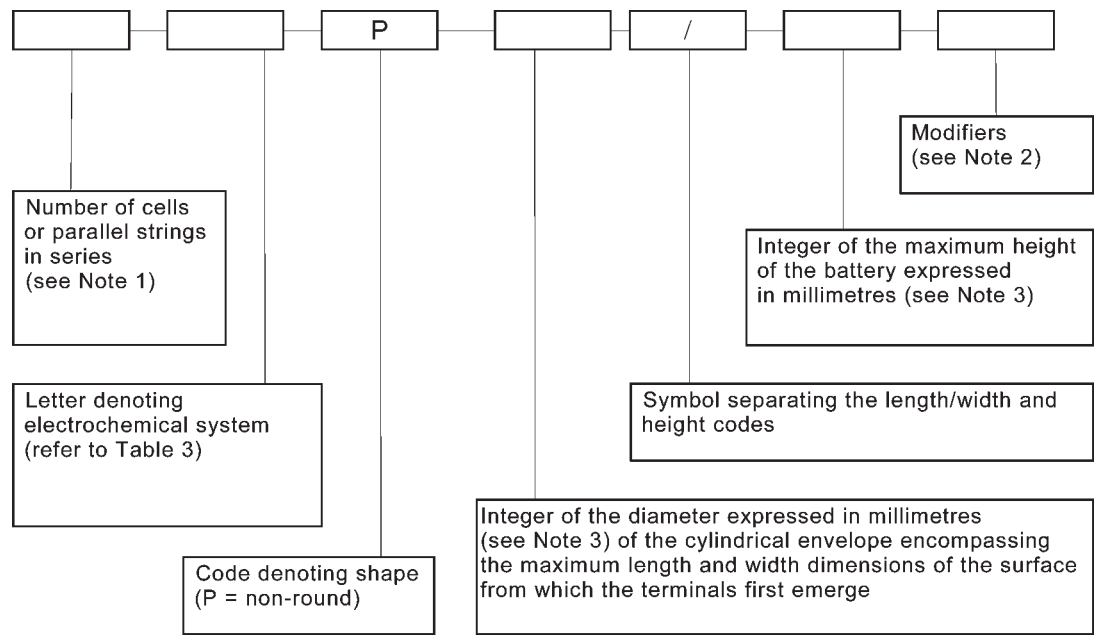 P
/
Modifiers
(see Note 2)
Number of cells
or parallel strings
in series
(see Note 1)
Integer of the maximum height
of the battery expressed
in millimetres (see Note 3)
Letter denoting
electrochemical system
(refer to Table 3)
Symbol separating the length/width and
height codes
Integer of the diameter expressed in millimetres
(see Note 3) of the cylindrical envelope encompassing
the maximum length and width dimensions of the surface
from which the terminals first emerge
Code denoting shape
(P = non-round)